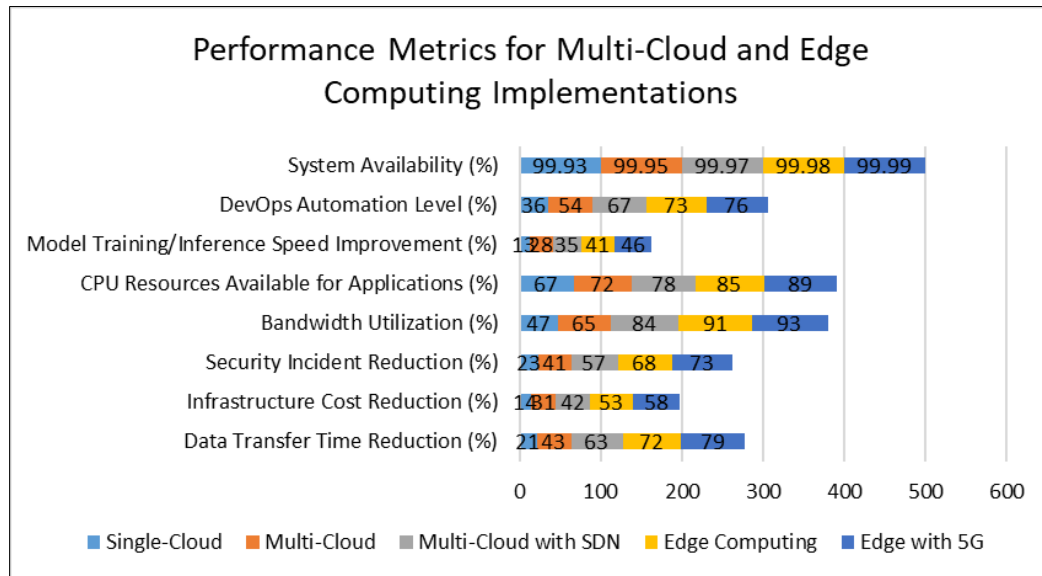 Performance Metrics for Multi-Cloud and Edge
Computing Implementations
System Availability (%) 99.93 99.95 99.97 99.98 99.99
DevOps Automation Level (%) 36 54 67 73 76
Model Training/Inference Speed Improvement (%) 13 28 35 41 46
CPU Resources Available for Applications (%) 67 72 78 85 89
Bandwidth Utilization (%) 47 65 84 91 93
Security Incident Reduction (%) 23 41 57 68 73
Infrastructure Cost Reduction (%) 14 31 42 53 58
Data Transfer Time Reduction (%) 21 43 63 72 79
0 100 200 300 400 500 600
Single-Cloud Multi-Cloud Multi-Cloud with SDN Edge Computing Edge with 5G